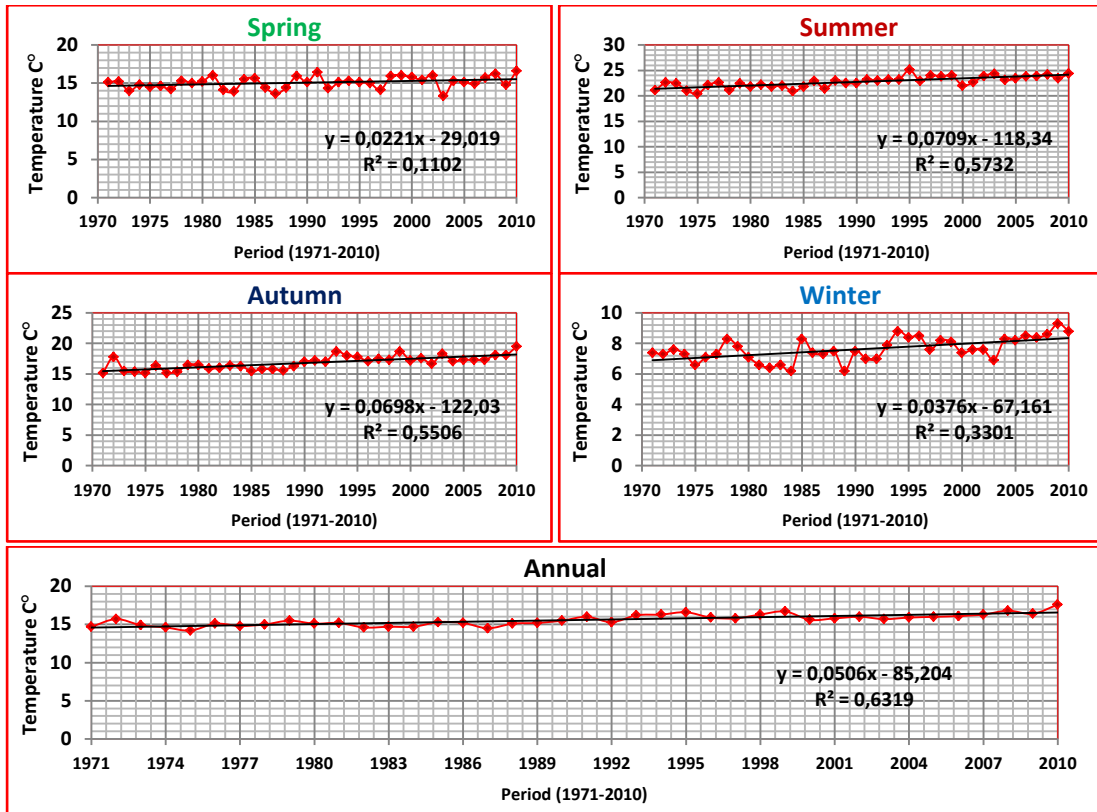 Spring
Temperature C°
20
15
10
5
0
y = 0,0221x - 29,019
R² = 0,1102
1970 1975 1980 1985 1990 1995 2000 2005 2010
Period (1971-2010)
Summer
Temperature C°
30
25
20
15
10
5
0
y = 0,0709x - 118,34
R² = 0,5732
1970 1975 1980 1985 1990 1995 2000 2005 2010
Period (1971-2010)
Autumn
Temperature C°
25
20
15
10
5
0
y = 0,0698x - 122,03
R² = 0,5506
1970 1975 1980 1985 1990 1995 2000 2005 2010
Period (1971-2010)
Winter
Temperature C°
10
8
6
4
2
0
y = 0,0376x - 67,161
R² = 0,3301
1970 1975 1980 1985 1990 1995 2000 2005 2010
Period (1971-2010)
Annual
Temperature C°
20
15
10
5
0
y = 0,0506x - 85,204
R² = 0,6319
1971 1974 1977 1980 1983 1986 1989 1992 1995 1998 2001 2004 2007 2010
Period (1971-2010)